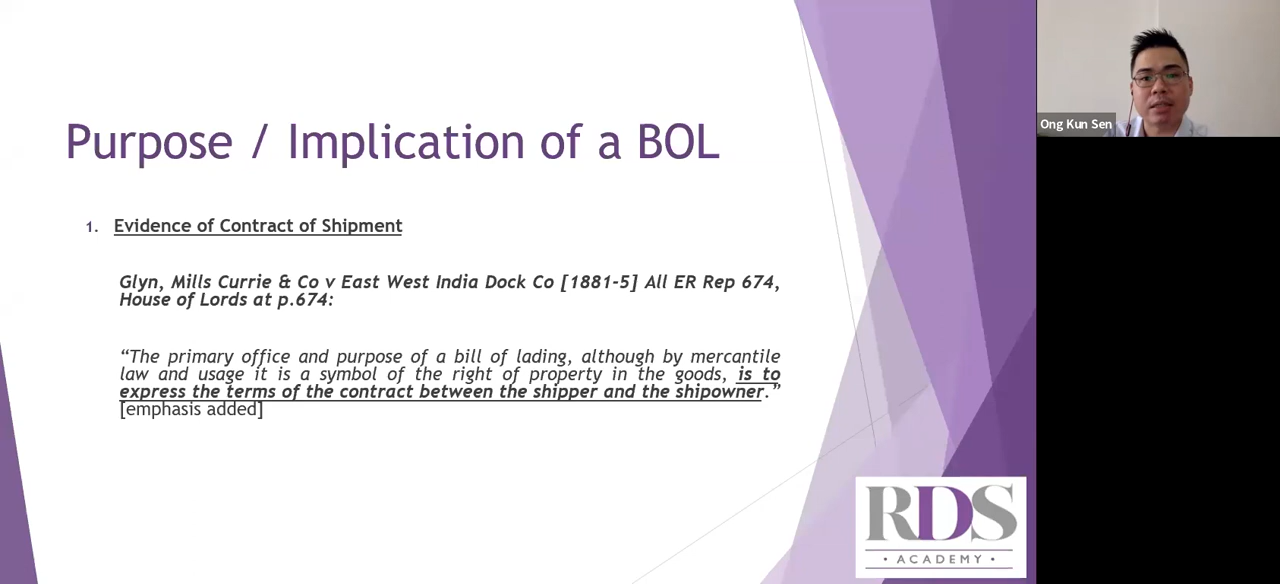 Purpose / Implication of a BOL
1. Evidence of Contract of Shipment
Glyn, Mills Currie & Co v East West India Dock Co [1881-5] All ER Rep 674,
House of Lords at p.674:
“The primary office and purpose of a bill of lading, although by mercantile
law and usage it is a symbol of the right of property in the goods, is to
express the terms of the contract between the shipper and the shipowner.”
[emphasis added]
Ong Kun Sen
RDS
• ACADEMY •